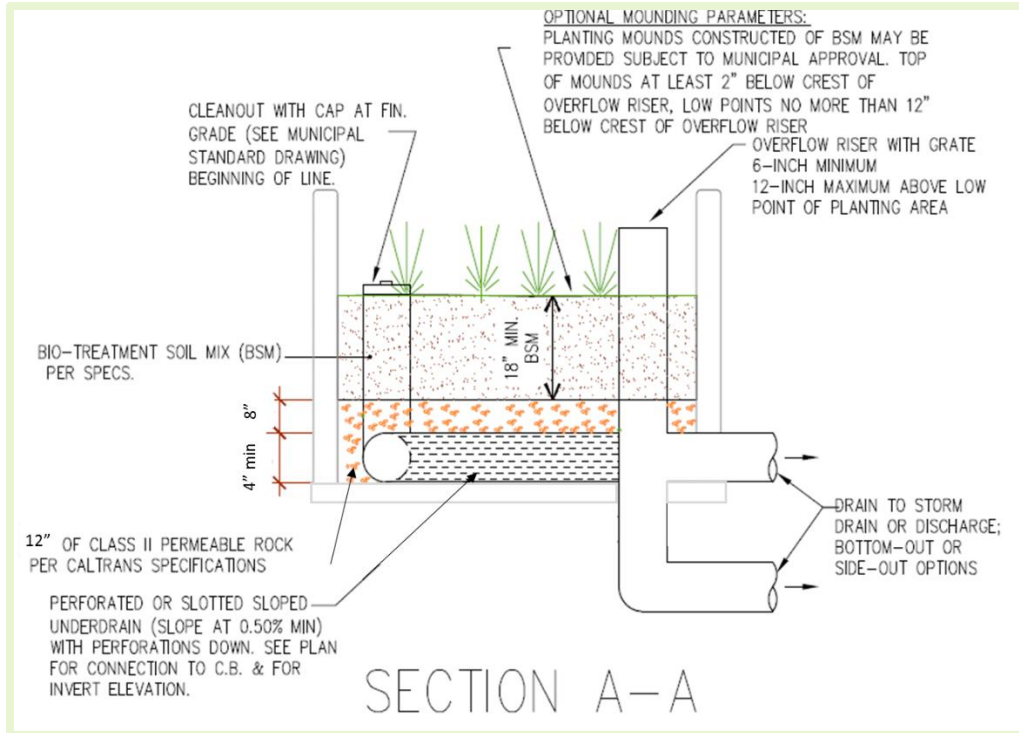 OPTIONAL MOUNDING PARAMETERS:
PLANTING MOUNDS CONSTRUCTED OF BSM MAY BE
PROVIDED SUBJECT TO MUNICIPAL APPROVAL. TOP
OF MOUNDS AT LEAST 2" BELOW CREST OF
OVERFLOW RISER, LOW POINTS NO MORE THAN 12"
BELOW CREST OF OVERFLOW RISER
CLEANOUT WITH CAP AT FIN.
GRADE (SEE MUNICIPAL
STANDARD DRAWING)
BEGINNING OF LINE.
OVERFLOW RISER WITH GRATE
6-INCH MINIMUM
12-INCH MAXIMUM ABOVE LOW
POINT OF PLANTING AREA
BIO-TREATMENT SOIL MIX (BSM)
PER SPECS.
18" MIN.
BSM
8"
4" min
12" OF CLASS II PERMEABLE ROCK
PER CALTRANS SPECIFICATIONS
DRAIN TO STORM
DRAIN OR DISCHARGE;
BOTTOM-OUT OR
SIDE-OUT OPTIONS
PERFORATED OR SLOTTED SLOPED
UNDERDRAIN (SLOPE AT 0.50% MIN)
WITH PERFORATIONS DOWN. SEE PLAN
FOR CONNECTION TO C.B. & FOR
INVERT ELEVATION.
SECTION A-A